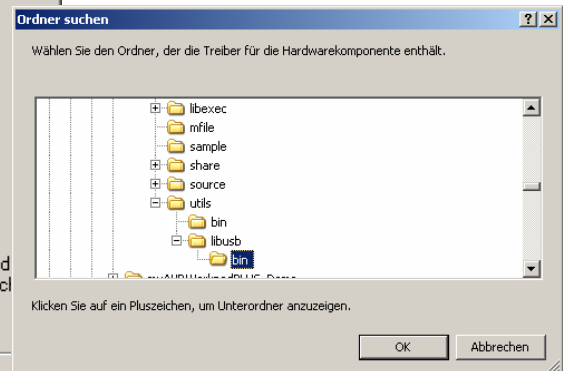 Ordner suchen
Wählen Sie den Ordner, der die Treiber für die Hardwarekomponente enthält.
libexec
mfile
sample
share
source
utils
bin
libusb
bin
Klicken Sie auf ein Pluszeichen, um Unterordner anzuzeigen.
OK Abbrechen